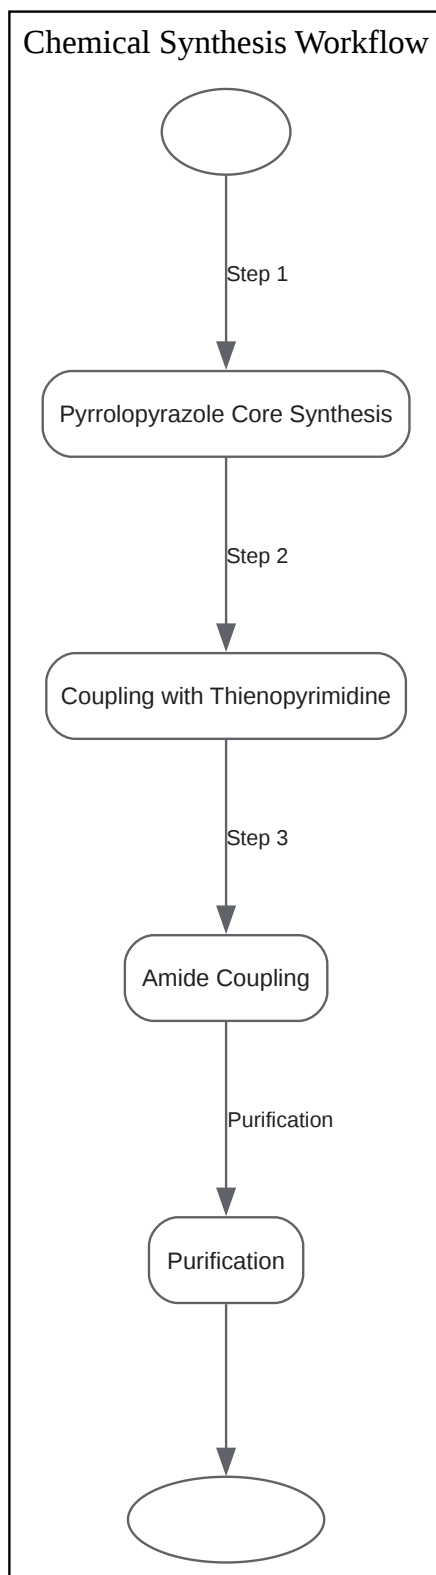 Chemical Synthesis Workflow
Step 1
Pyrrolopyrazole Core Synthesis
Step 2
Coupling with Thienopyrimidine
Step 3
Amide Coupling
Purification
Purification